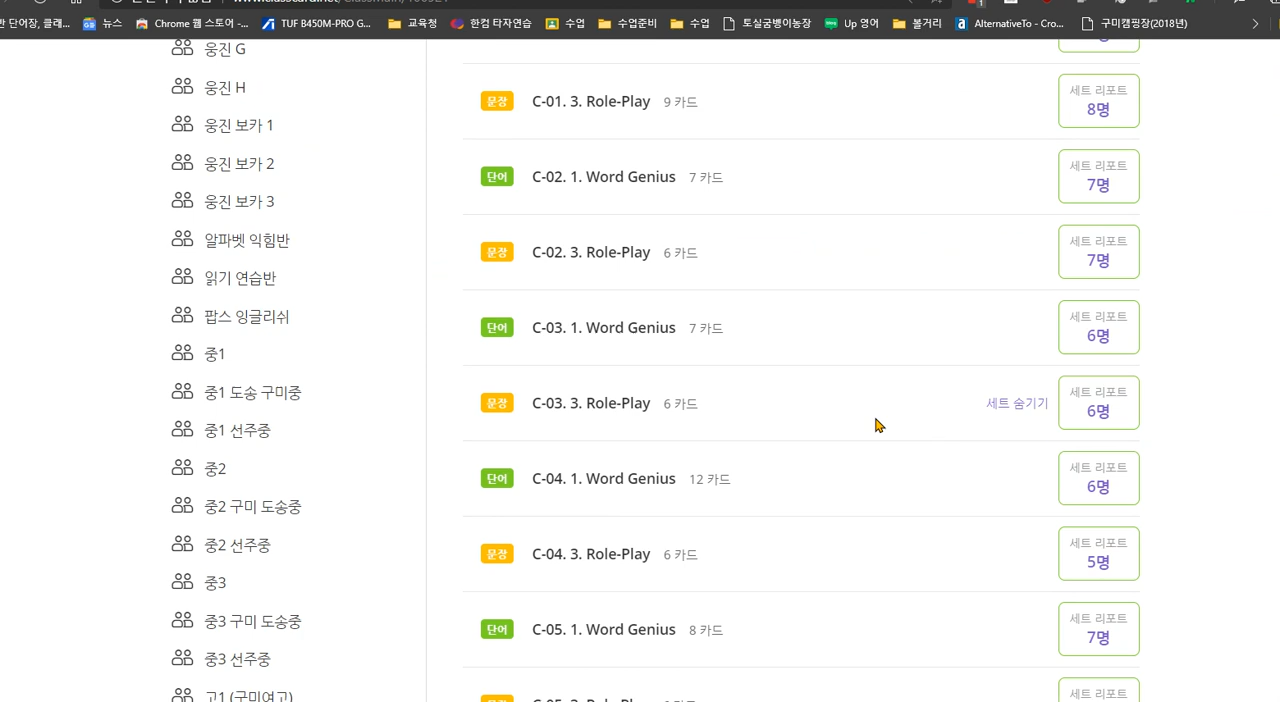 단어장, 클래...
뉴스
Chrome 웹 스토어 -...
TUF B450M-PRO G...
교육청
한컴 타자연습
수업
수업준비
수업
토실굼벵이농장
Up 영어
볼거리
AlternativeTo - Cro...
구미캠핑장(2018년)
웅진 G
웅진 H
웅진 보카 1
웅진 보카 2
웅진 보카 3
알파벳 익힘반
읽기 연습반
팝스 잉글리쉬
중1
중1 도송 구미중
중1 선주중
중2
중2 구미 도송중
중2 선주중
중3
중3 구미 도송중
중3 선주중
고1 (구미여고)
문장 C-01. 3. Role-Play 9 카드
세트 리포트
8명
단어 C-02. 1. Word Genius 7 카드
세트 리포트
7명
문장 C-02. 3. Role-Play 6 카드
세트 리포트
7명
단어 C-03. 1. Word Genius 7 카드
세트 리포트
6명
문장 C-03. 3. Role-Play 6 카드 세트 숨기기
세트 리포트
6명
단어 C-04. 1. Word Genius 12 카드
세트 리포트
6명
문장 C-04. 3. Role-Play 6 카드
세트 리포트
5명
단어 C-05. 1. Word Genius 8 카드
세트 리포트
7명
세트 리포트